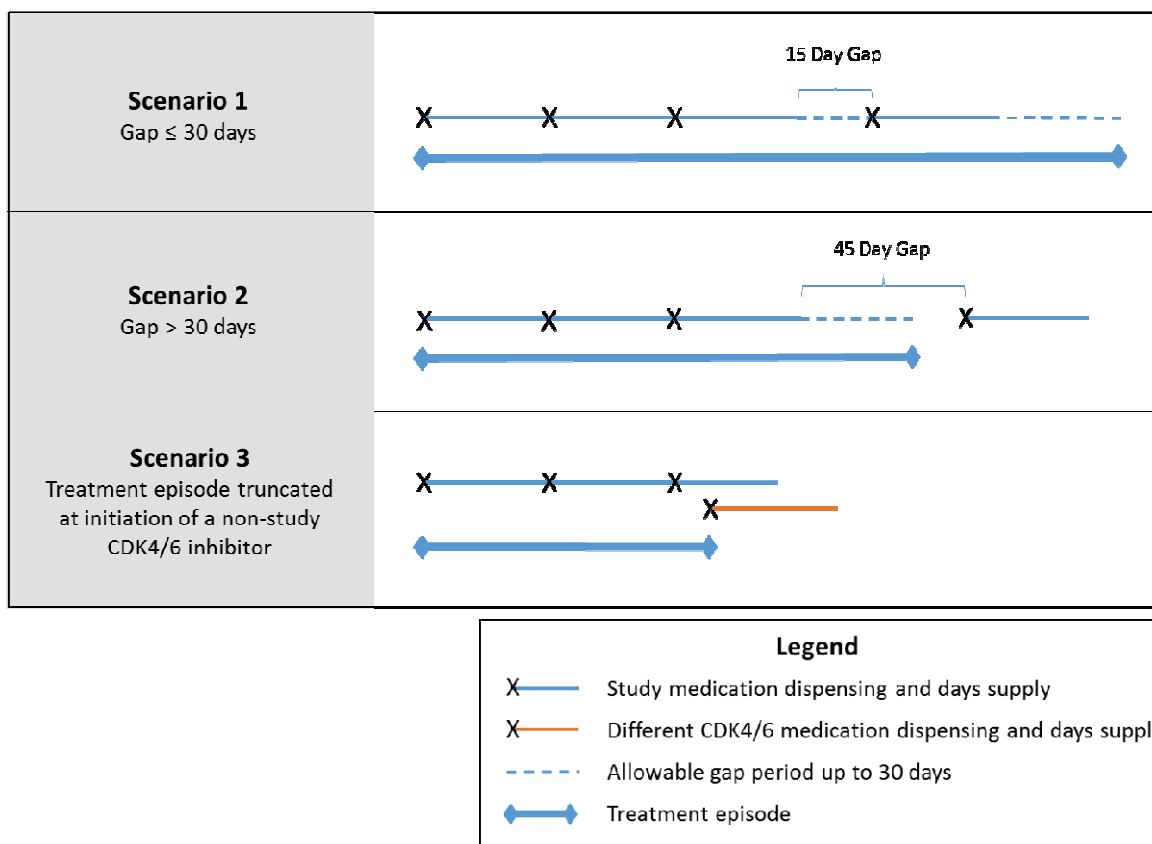 15 Day Gap
Scenario 1
Gap ≤ 30 days
X X X X
45 Day Gap
Scenario 2
Gap > 30 days
X X X X
Scenario 3
Treatment episode truncated
at initiation of a non-study
CDK4/6 inhibitor
X X X
X
Legend
X Study medication dispensing and days supply
X Different CDK4/6 medication dispensing and days suppl
Allowable gap period up to 30 days
Treatment episode